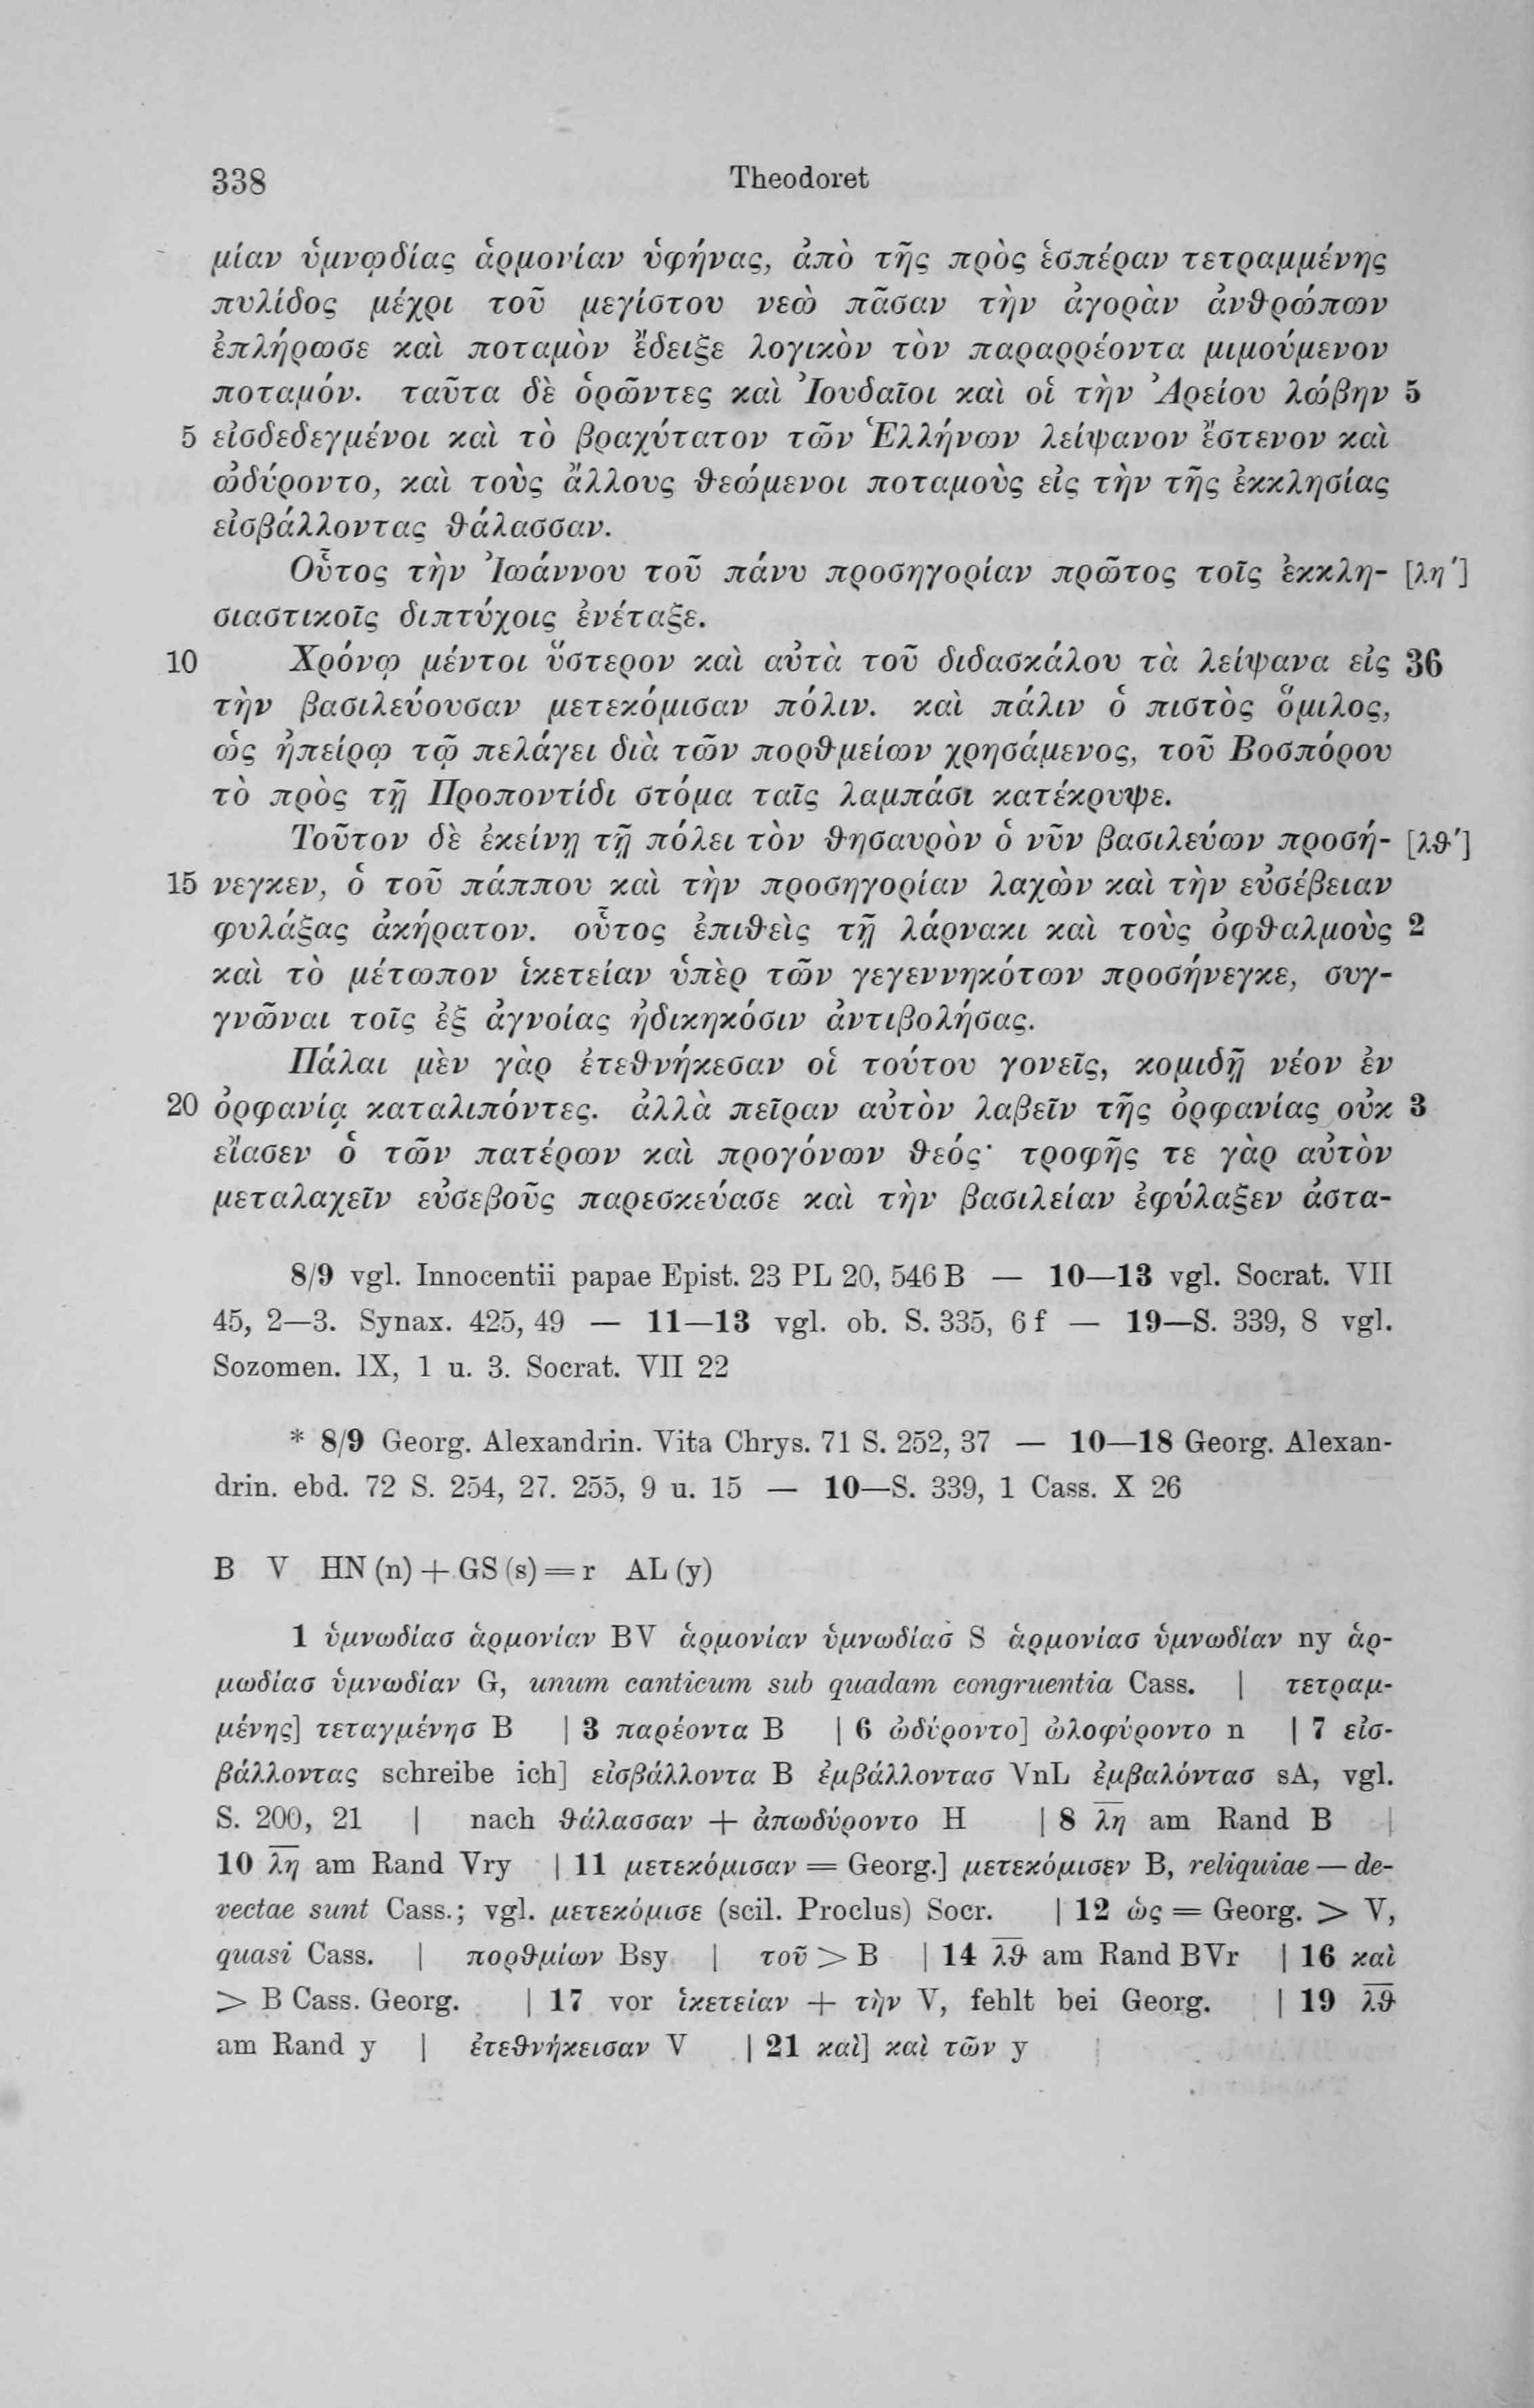 338 Theodoret
μίαν ὑμνῳδίας ἁρμονίαν ὑφήνας, ἀπὸ τῆς πρὸς ἑσπέραν τετραμμένης
πυλίδος μέχρι τοῦ μεγίστου νεὼ πᾶσαν τὴν ἀγορὰν ἀνθρώπων
ἐπλήρωσε καὶ ποταμὸν ἔδειξε λογικὸν τὸν παραρρέοντα μιμούμενον
ποταμόν. ταῦτα δὲ ὁρῶντες καὶ Ἰουδαῖοι καὶ οἱ τὴν Ἀρείου λώβην 5
5 εἰσδεδεγμένοι καὶ τὸ βραχύτατον τῶν Ἑλλήνων λείψανον ἔστενον καὶ
ὠδύροντο, καὶ τοὺς ἄλλους θεώμενοι ποταμοὺς εἰς τὴν τῆς ἐκκλησίας
εἰσβάλλοντας θάλασσαν.
Οὗτος τὴν Ἰωάννου τοῦ πάνυ προσηγορίαν πρῶτος τοῖς ἐκκλη- [λη´]
σιαστικοῖς διπτύχοις ἐνέταξε.
10 Χρόνῳ μέντοι ὕστερον καὶ αὐτὰ τοῦ διδασκάλου τὰ λείψανα εἰς 36
τὴν βασιλεύουσαν μετεκόμισαν πόλιν. καὶ πάλιν ὁ πιστὸς ὅμιλος,
ὡς ἠπείρῳ τῷ πελάγει διὰ τῶν πορθμείων χρησάμενος, τοῦ Βοσπόρου
τὸ πρὸς τῇ Προποντίδι στόμα ταῖς λαμπάσι κατέκρυψε.
Τοῦτον δὲ ἐκείνῃ τῇ πόλει τὸν θησαυρὸν ὁ νῦν βασιλεύων προσή- [λθ´]
15 νεγκεν, ὁ τοῦ πάππου καὶ τὴν προσηγορίαν λαχὼν καὶ τὴν εὐσέβειαν
φυλάξας ἀκήρατον. οὗτος ἐπιθεὶς τῇ λάρνακι καὶ τοὺς ὀφθαλμοὺς 2
καὶ τὸ μέτωπον ἱκετείαν ὑπὲρ τῶν γεγεννηκότων προσήνεγκε, συγ-
γνῶναι τοῖς ἐξ ἀγνοίας ἠδικηκόσιν ἀντιβολήσας.
Πάλαι μὲν γὰρ ἐτεθνήκεσαν οἱ τούτου γονεῖς, κομιδῇ νέον ἐν
20 ὀρφανίᾳ καταλιπόντες. ἀλλὰ πεῖραν αὐτὸν λαβεῖν τῆς ὀρφανίας οὐκ 3
εἴασεν ὁ τῶν πατέρων καὶ προγόνων θεός· τροφῆς τε γὰρ αὐτὸν
μεταλαχεῖν εὐσεβοῦς παρεσκεύασε καὶ τὴν βασιλείαν ἐφύλαξεν ἀστα-
8/9 vgl. Innocentii papae Epist. 23 PL 20, 546 B — 10—13 vgl. Socrat. VII
45, 2—3. Synax. 425, 49 — 11—13 vgl. ob. S. 335, 6 f — 19—S. 339, 8 vgl.
Sozomen. IX, 1 u. 3. Socrat. VII 22
* 8/9 Georg. Alexandrin. Vita Chrys. 71 S. 252, 37 — 10—18 Georg. Alexan-
drin. ebd. 72 S. 254, 27. 255, 9 u. 15 — 10—S. 339, 1 Cass. X 26
B V HN (n) + GS (s) = r AL (y)
1 ὑμνωδίασ ἁρμονίαν BV ἁρμονίαν ὑμνωδίασ S ἁρμονίασ ὑμνωδίαν ny ἁρ-
μωδίασ ὑμνωδίαν G, unum canticum sub quadam congruentia Cass. | τετραμ-
μένης] τεταγμένησ B | 3 παρέοντα B | 6 ὠδύροντο] ὠλοφύροντο n | 7 εἰσ-
βάλλοντας schreibe ich] εἰσβάλλοντα B ἐμβάλλοντασ VnL ἐμβαλόντασ sA, vgl.
S. 200, 21 | nach θάλασσαν + ἀπωδύροντο H | 8 λ̅η̅ am Rand B |
10 λ̅η̅ am Rand Vry | 11 μετεκόμισαν = Georg.] μετεκόμισεν B, reliquiae — de-
vectae sunt Cass.; vgl. μετεκόμισε (scil. Proclus) Socr. | 12 ὡς = Georg. > V,
quasi Cass. | πορθμίων Bsy | τοῦ > B | 14 λ̅θ̅ am Rand BVr | 16 καὶ
> B Cass. Georg. | 17 vor ἱκετείαν + τὴν V, fehlt bei Georg. | 19 λ̅θ̅
am Rand y | ἐτεθνήκεισαν V | 21 καὶ] καὶ τῶν y